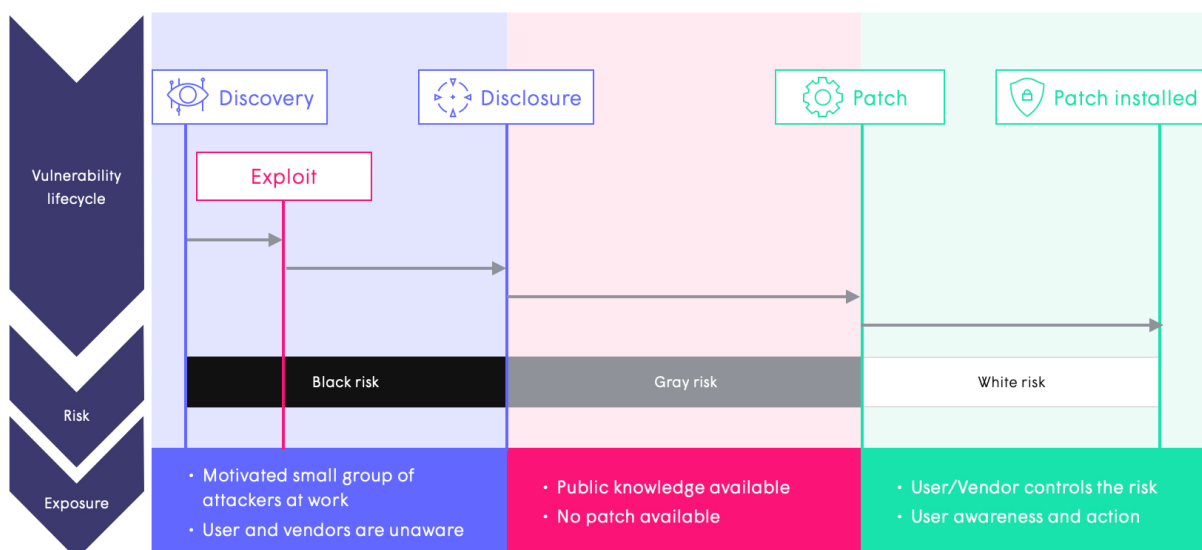 Discovery
Disclosure
Patch
Patch installed
Exploit
Vulnerability
lifecycle
Black risk
Gray risk
White risk
Risk
Exposure
· Motivated small group of
attackers at work
· User and vendors are unaware
· Public knowledge available
· No patch available
· User/Vendor controls the risk
· User awareness and action